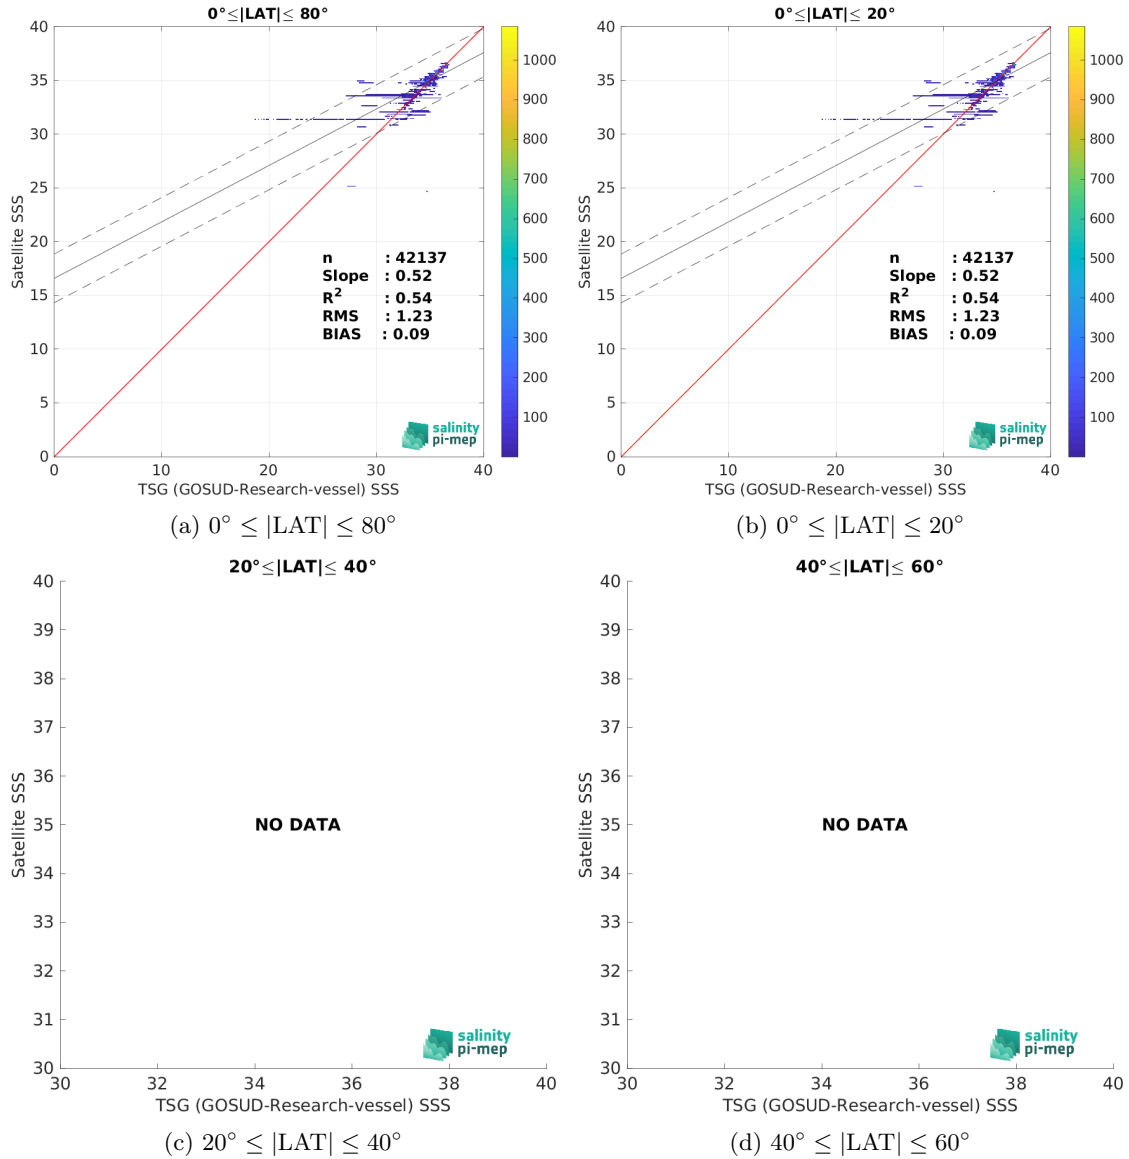 0°≤|LAT|≤ 80°
40
35
30
25
20
15
10
5
0
Satellite SSS
n : 42137
Slope : 0.52
R² : 0.54
RMS : 1.23
BIAS : 0.09
salinity
pi-mep
0 10 20 30 40
TSG (GOSUD-Research-vessel) SSS
1000
900
800
700
600
500
400
300
200
100
(a) 0° ≤ |LAT| ≤ 80°
0°≤|LAT|≤ 20°
40
35
30
25
20
15
10
5
0
Satellite SSS
n : 42137
Slope : 0.52
R² : 0.54
RMS : 1.23
BIAS : 0.09
salinity
pi-mep
0 10 20 30 40
TSG (GOSUD-Research-vessel) SSS
1000
900
800
700
600
500
400
300
200
100
(b) 0° ≤ |LAT| ≤ 20°
20°≤|LAT|≤ 40°
40
39
38
37
36
35
34
33
32
31
30
Satellite SSS
NO DATA
salinity
pi-mep
30 32 34 36 38 40
TSG (GOSUD-Research-vessel) SSS
(c) 20° ≤ |LAT| ≤ 40°
40°≤|LAT|≤ 60°
40
39
38
37
36
35
34
33
32
31
30
Satellite SSS
NO DATA
salinity
pi-mep
30 32 34 36 38 40
TSG (GOSUD-Research-vessel) SSS
(d) 40° ≤ |LAT| ≤ 60°